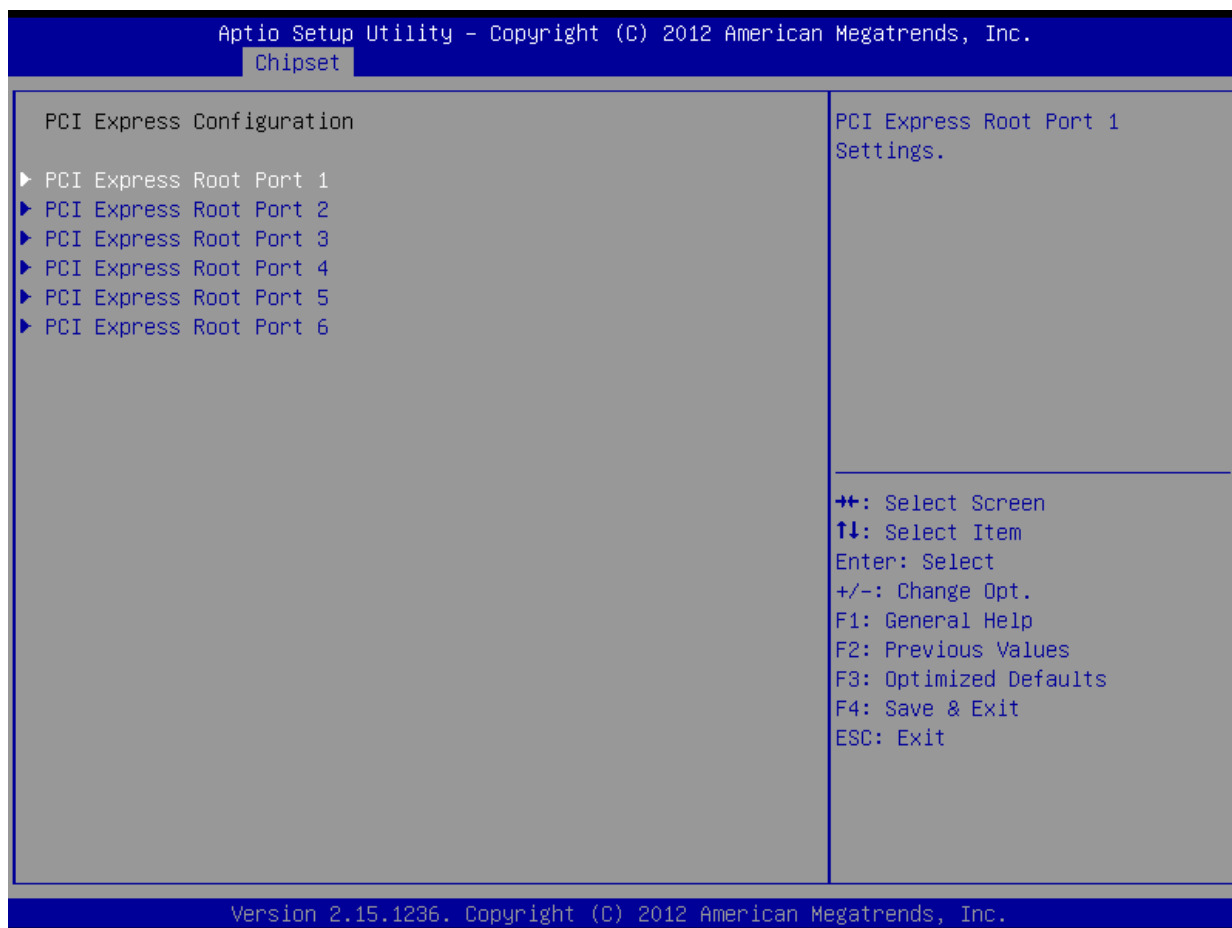 Aptio Setup Utility – Copyright (C) 2012 American Megatrends, Inc.
Chipset
PCI Express Configuration
▶ PCI Express Root Port 1
▶ PCI Express Root Port 2
▶ PCI Express Root Port 3
▶ PCI Express Root Port 4
▶ PCI Express Root Port 5
▶ PCI Express Root Port 6
PCI Express Root Port 1
Settings.
→←: Select Screen
↑↓: Select Item
Enter: Select
+/-: Change Opt.
F1: General Help
F2: Previous Values
F3: Optimized Defaults
F4: Save & Exit
ESC: Exit
Version 2.15.1236. Copyright (C) 2012 American Megatrends, Inc.